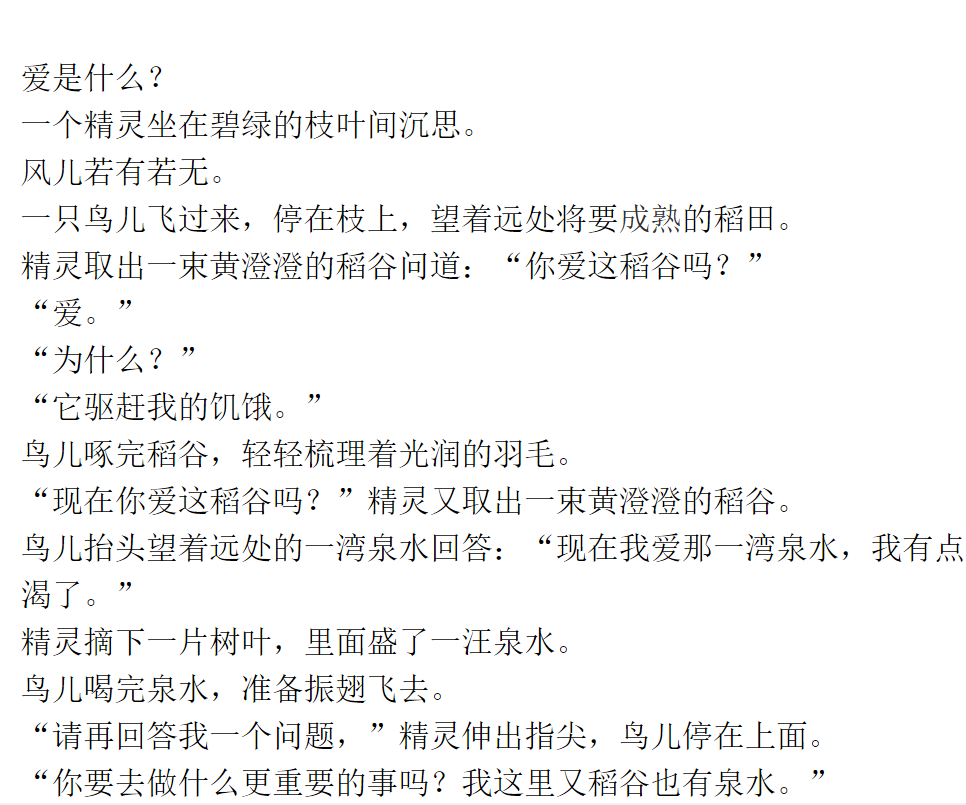 爱是什么？
一个精灵坐在碧绿的枝叶间沉思。
风儿若有若无。
一只鸟儿飞过来，停在枝上，望着远处将要成熟的稻田。
精灵取出一束黄澄澄的稻谷问道：“你爱这稻谷吗？”
“爱。”
“为什么？”
“它驱赶我的饥饿。”
鸟儿啄完稻谷，轻轻梳理着光润的羽毛。
“现在你爱这稻谷吗？”精灵又取出一束黄澄澄的稻谷。
鸟儿抬头望着远处的一湾泉水回答：“现在我爱那一湾泉水，我有点
渴了。”
精灵摘下一片树叶，里面盛了一汪泉水。
鸟儿喝完泉水，准备振翅飞去。
“请再回答我一个问题，”精灵伸出指尖，鸟儿停在上面。
“你要去做什么更重要的事吗？我这里又稻谷也有泉水。”